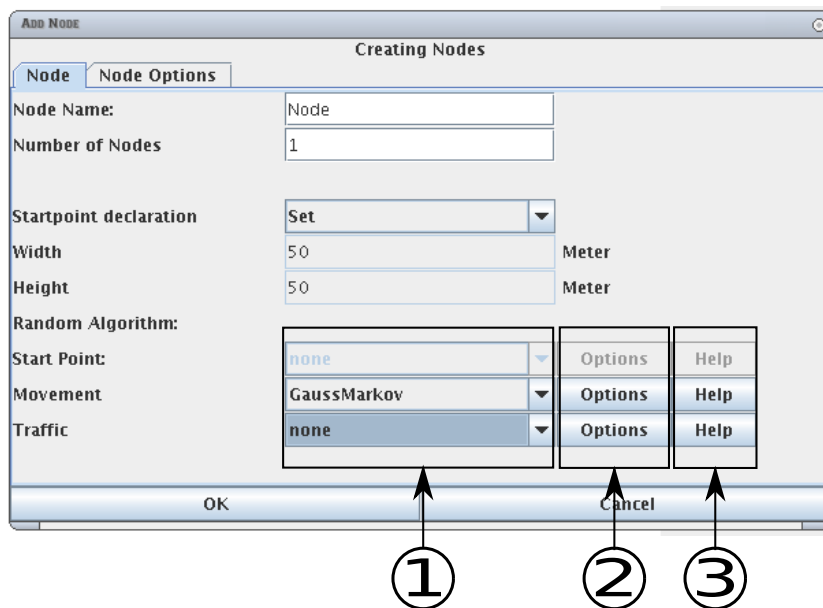 ADD NODE
Creating Nodes
Node Node Options
Node Name: Node
Number of Nodes 1
Startpoint declaration Set
Width 50 Meter
Height 50 Meter
Random Algorithm:
Start Point: none Options Help
Movement GaussMarkov Options Help
Traffic none Options Help
OK Cancel
① ② ③